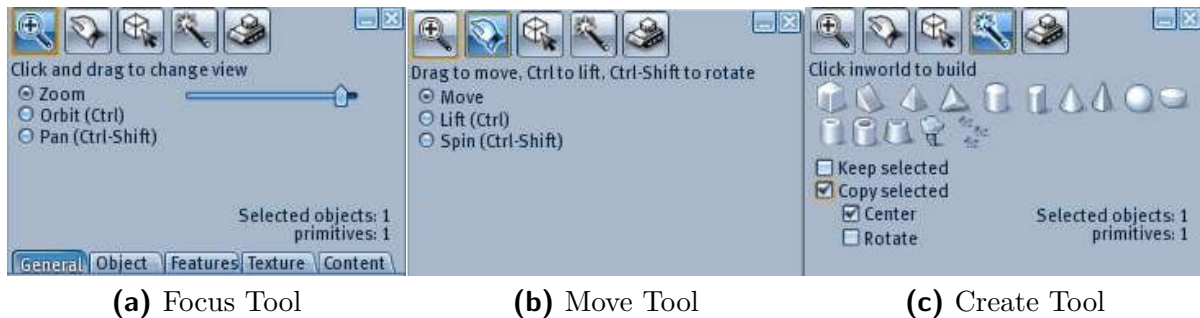 Click and drag to change view
Zoom
Orbit (Ctrl)
Pan (Ctrl-Shift)
Selected objects: 1
primitives: 1
General Object Features Texture Content
(a) Focus Tool
Drag to move, Ctrl to lift, Ctrl-Shift to rotate
Move
Lift (Ctrl)
Spin (Ctrl-Shift)
(b) Move Tool
Click inworld to build
Keep selected
Copy selected
Center
Rotate
Selected objects: 1
primitives: 1
(c) Create Tool